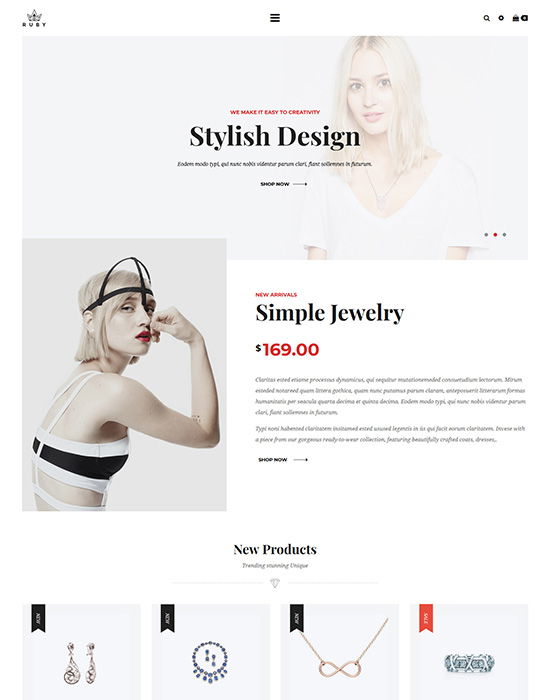 RUBY
0
WE MAKE IT EASY TO CREATIVITY
Stylish Design
Eodem modo typi, qui nunc nobis videntur parum clari, fiant sollemnes in futurum.
SHOP NOW
NEW ARRIVALS
Simple Jewelry
$169.00
Claritas ested etiame processus dynamicus, qui sequitur mutationemeded consuetudium lectorum. Mirum
ested notareed quam littera gothica, quam nunc putamus parum claram, anteposuerit litterarum formas
humanitatis per seacula quarta decima et quinta decima. Eodem modo typi, qui nunc nobis videntur parum
clari, fiant sollemnes in futurum.
Typi noni habented claritatem insitamed ested usused legentis in iis qui facit eorum claritatem. Invese with
a piece from our gorgeous ready-to-wear collection, featuring beautifully crafted coats, dresses,.
SHOP NOW
New Products
Trending stunning Unique
NEW
NEW
NEW
SALE